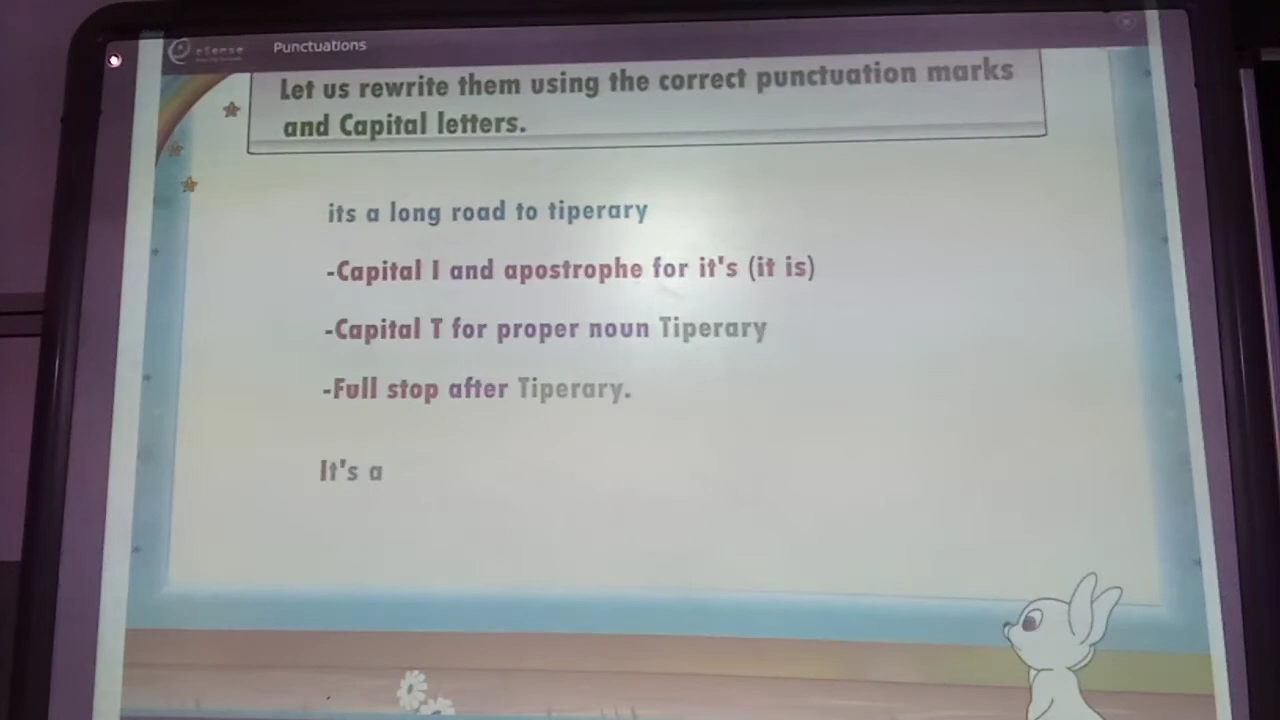 eSense
Punctuations
Let us rewrite them using the correct punctuation marks
and Capital letters.
its a long road to tiperary
-Capital I and apostrophe for it's (it is)
-Capital T for proper noun Tiperary
-Full stop after Tiperary.
It's a